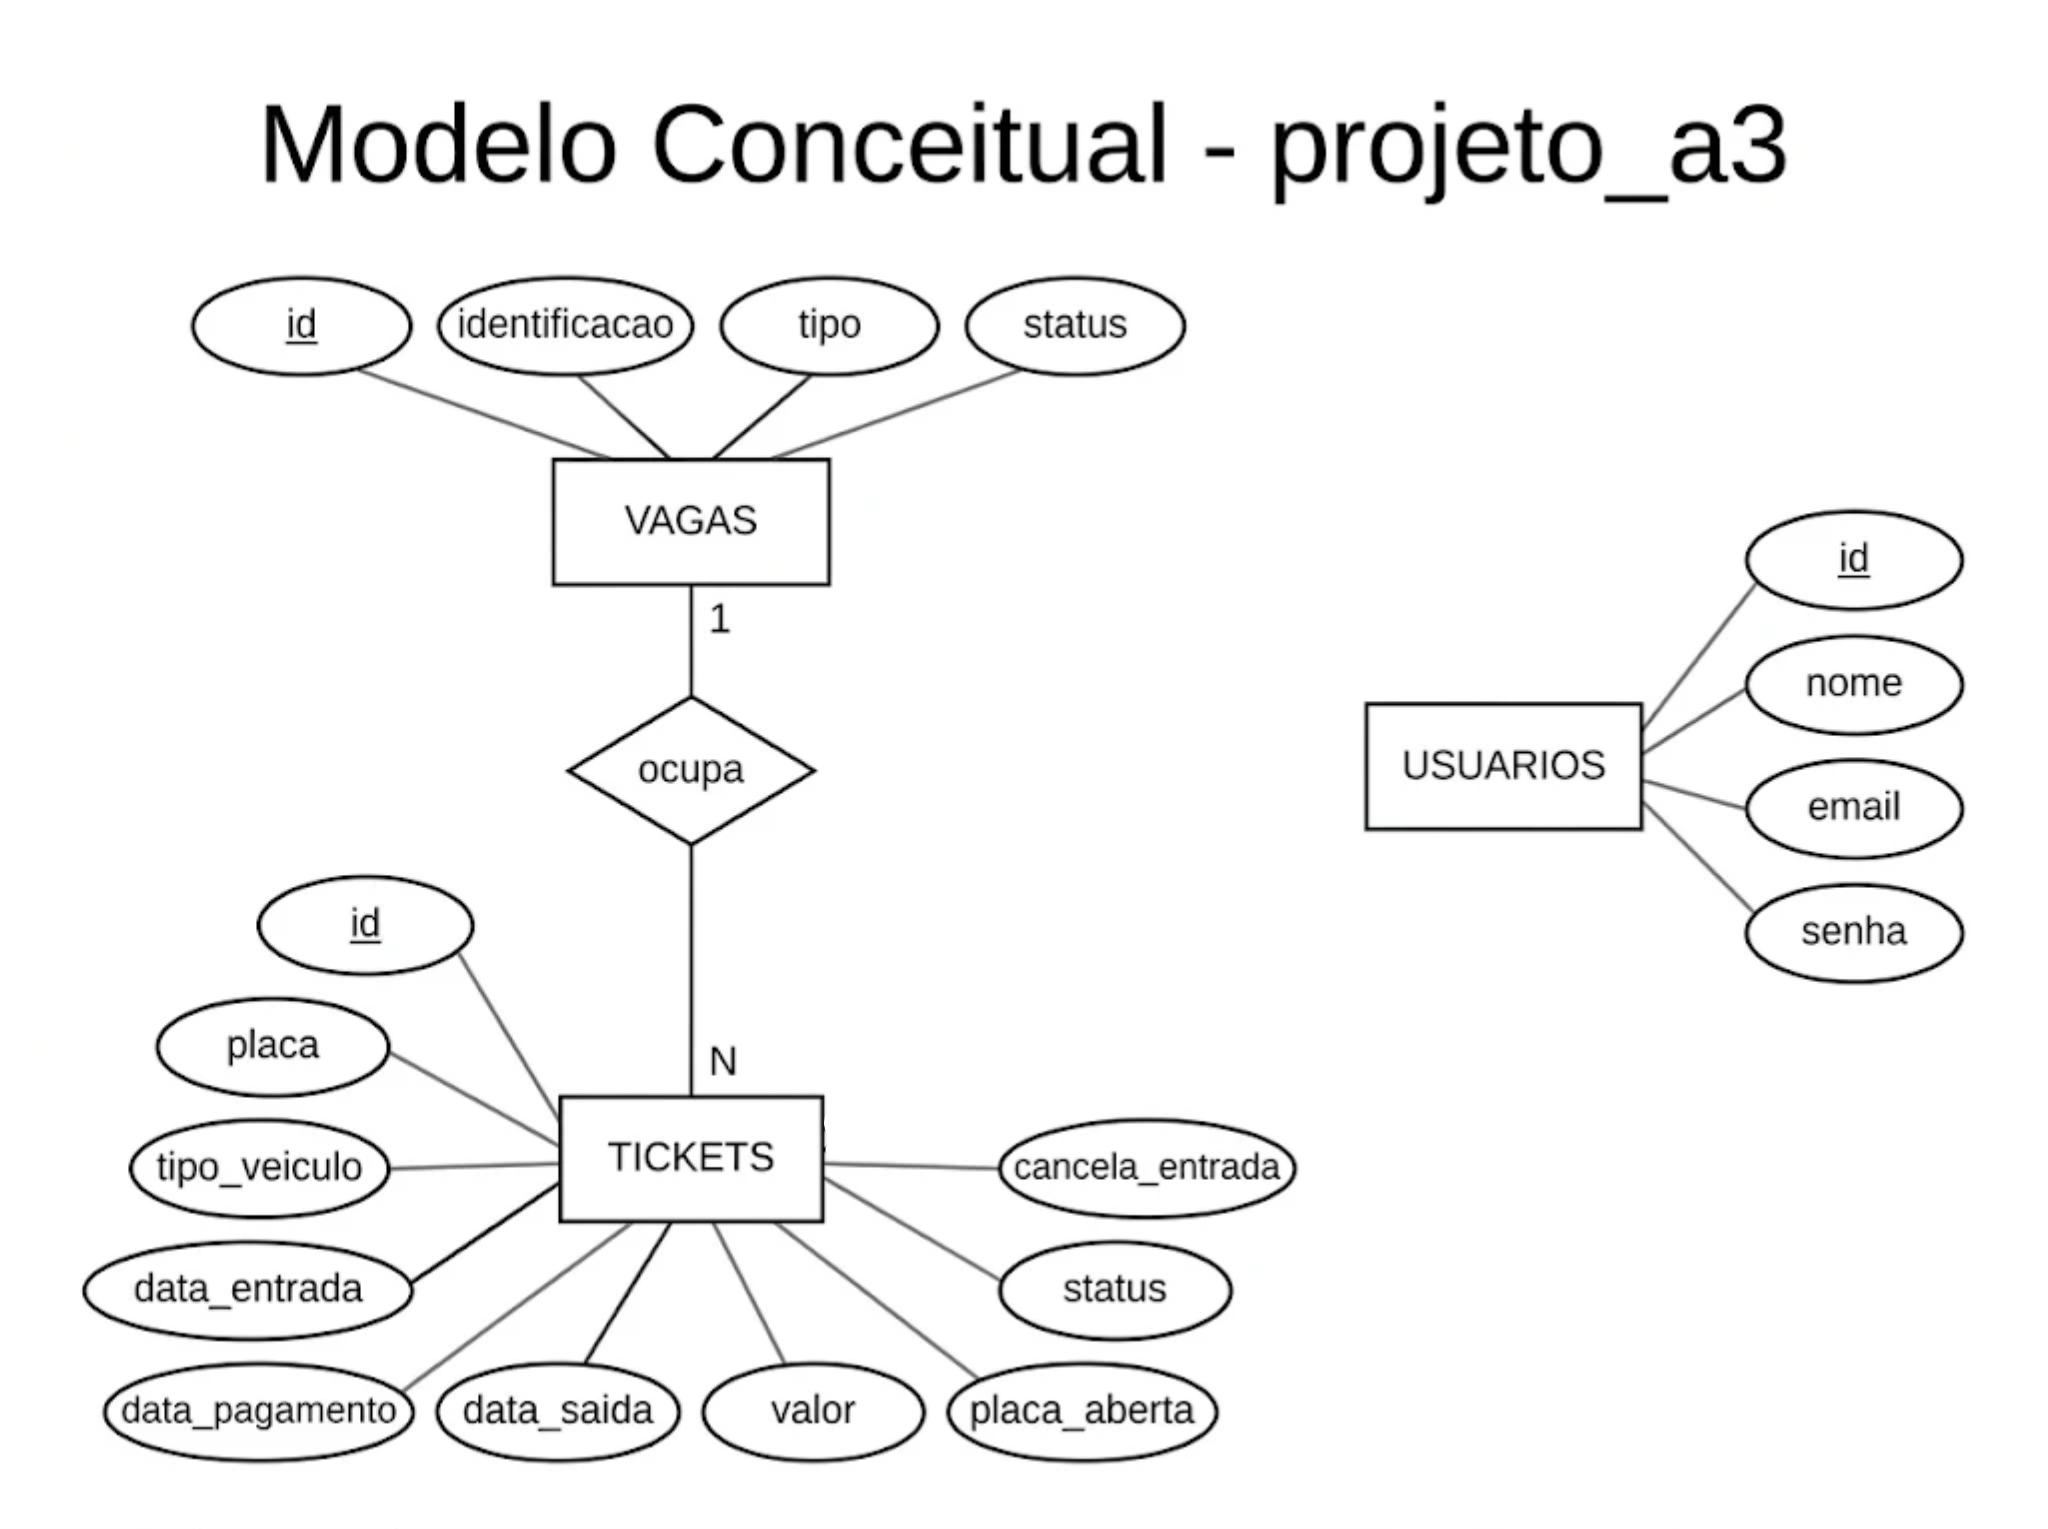 Modelo Conceitual - projeto_a3
id
identificacao
tipo
status
VAGAS
1
ocupa
N
id
nome
USUARIOS
email
senha
id
placa
tipo_veiculo
TICKETS
cancela_entrada
data_entrada
status
data_pagamento
data_saida
valor
placa_aberta